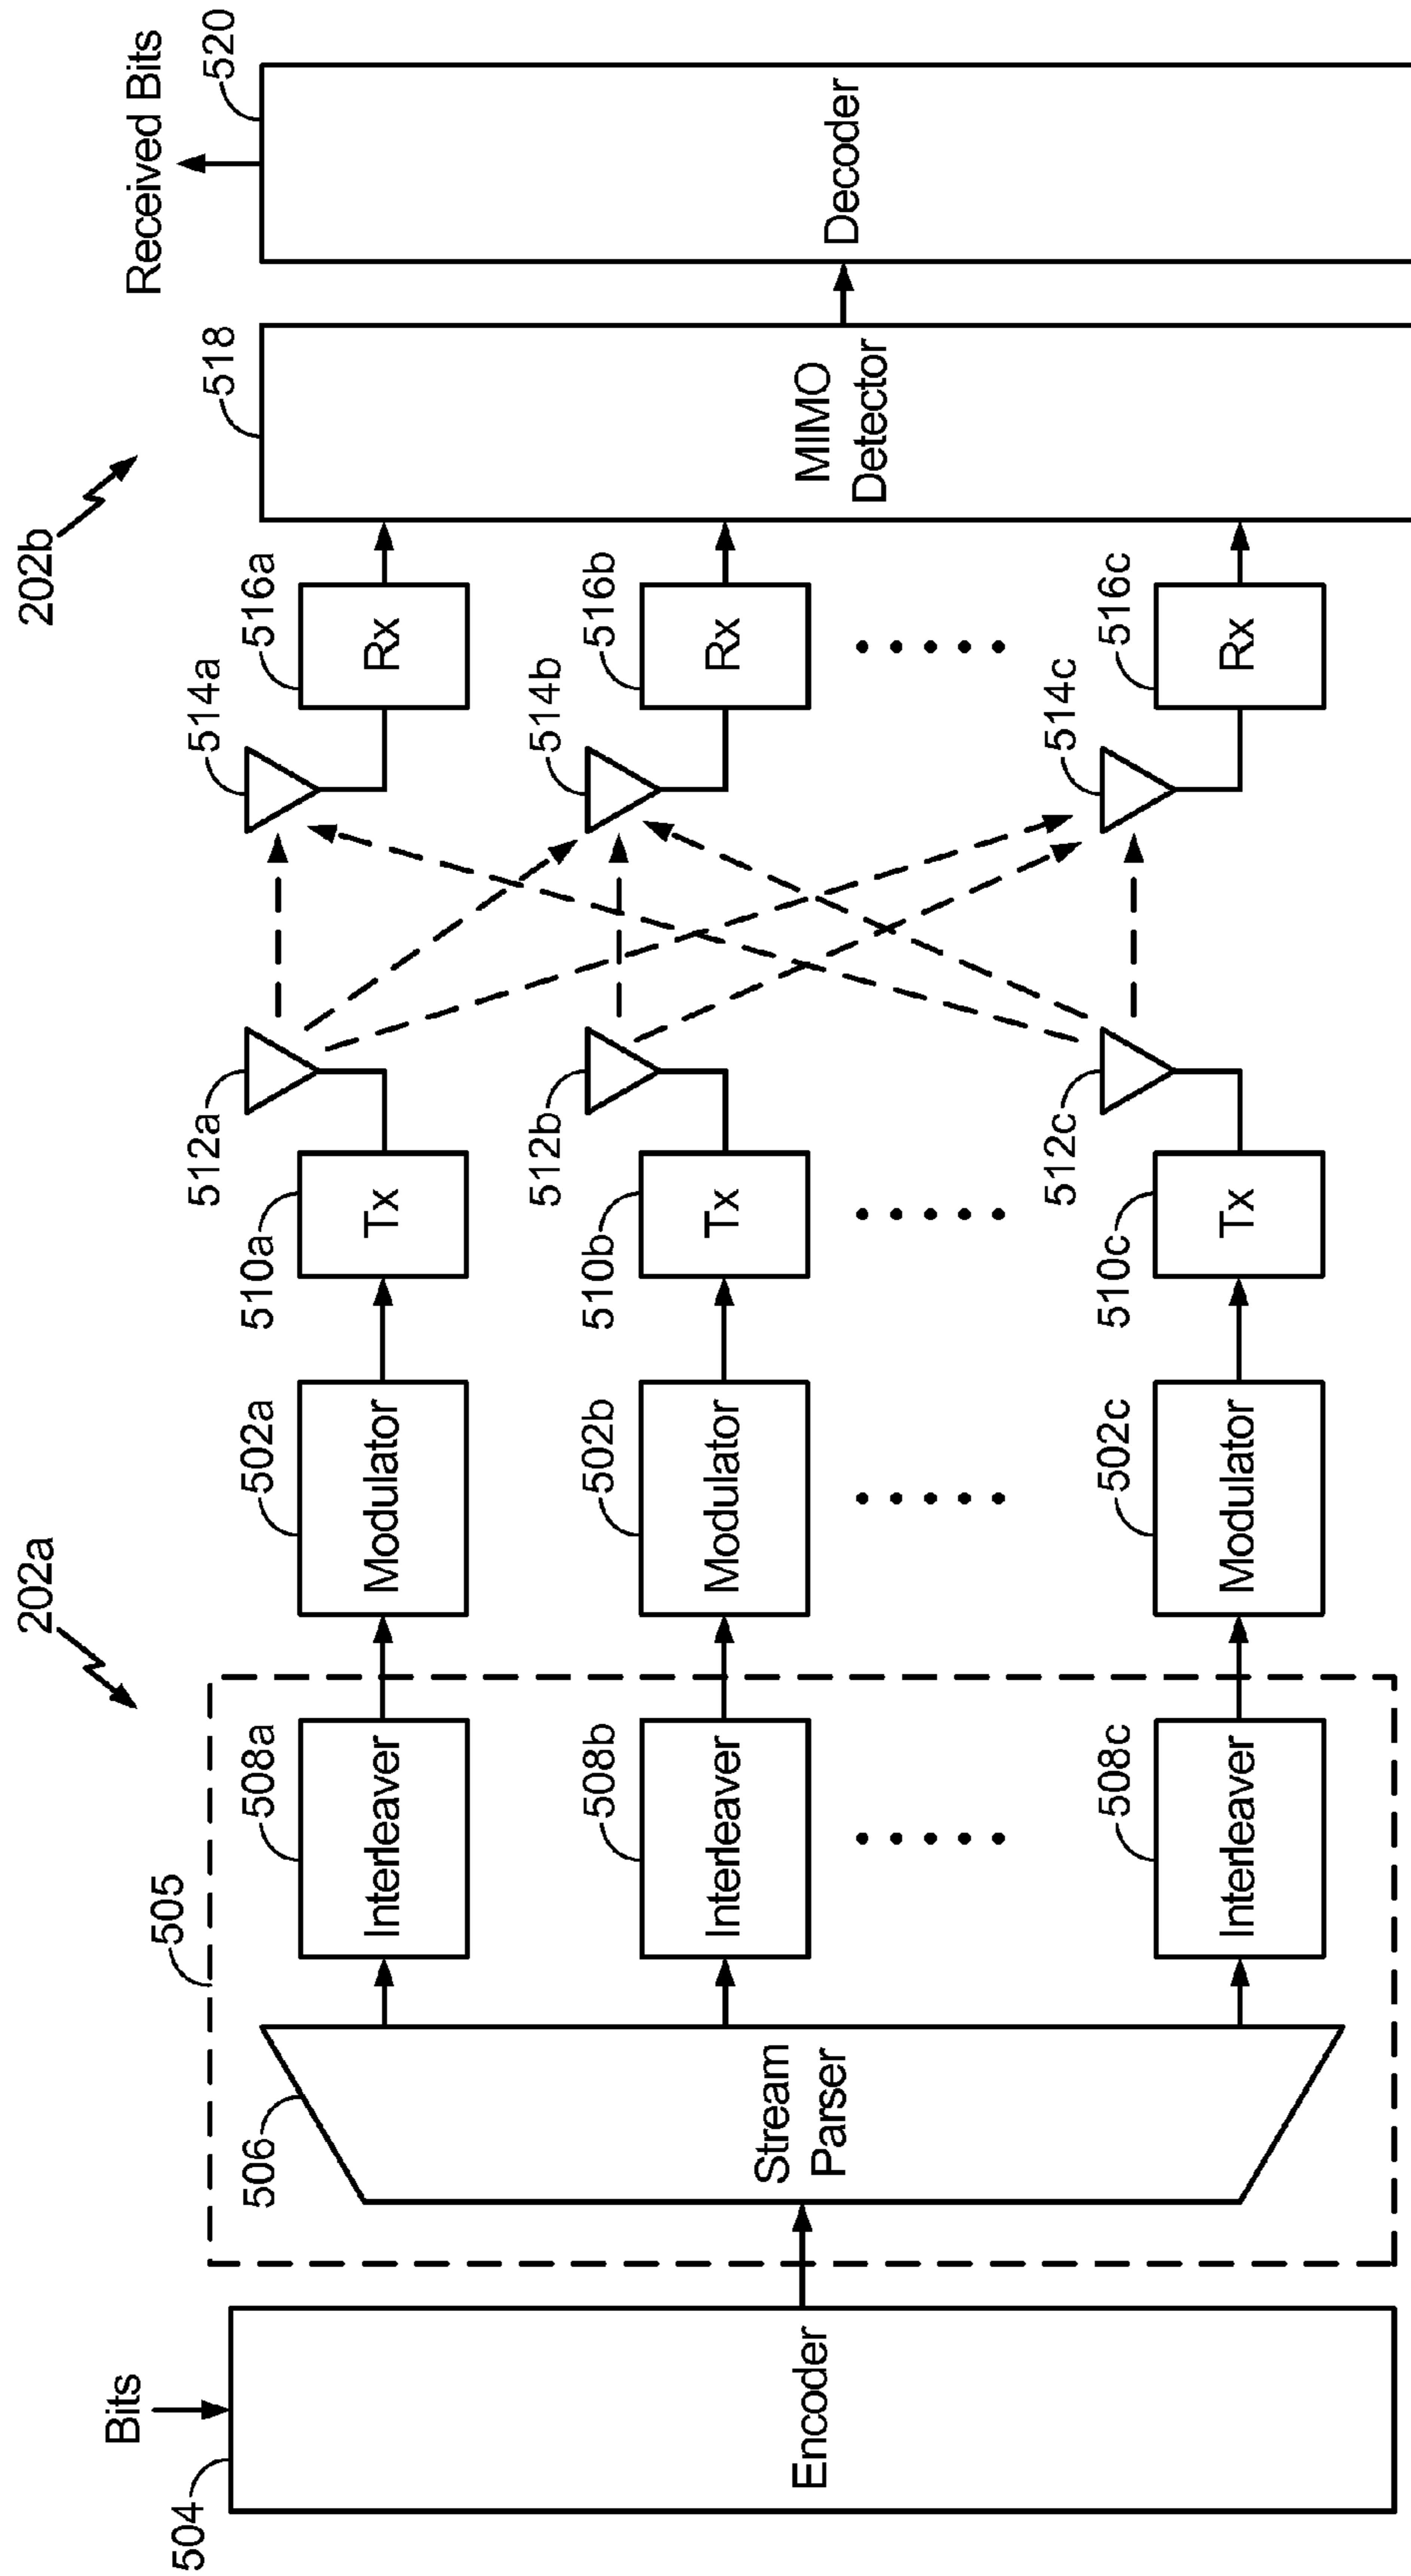 202a
202b
Bits
504
Encoder
505
506
Stream
Parser
508a
Interleaver
508b
Interleaver
508c
Interleaver
502a
Modulator
502b
Modulator
502c
Modulator
510a
Tx
510b
Tx
510c
Tx
512a
512b
512c
514a
514b
514c
516a
Rx
516b
Rx
516c
Rx
518
MIMO
Detector
Received Bits
520
Decoder